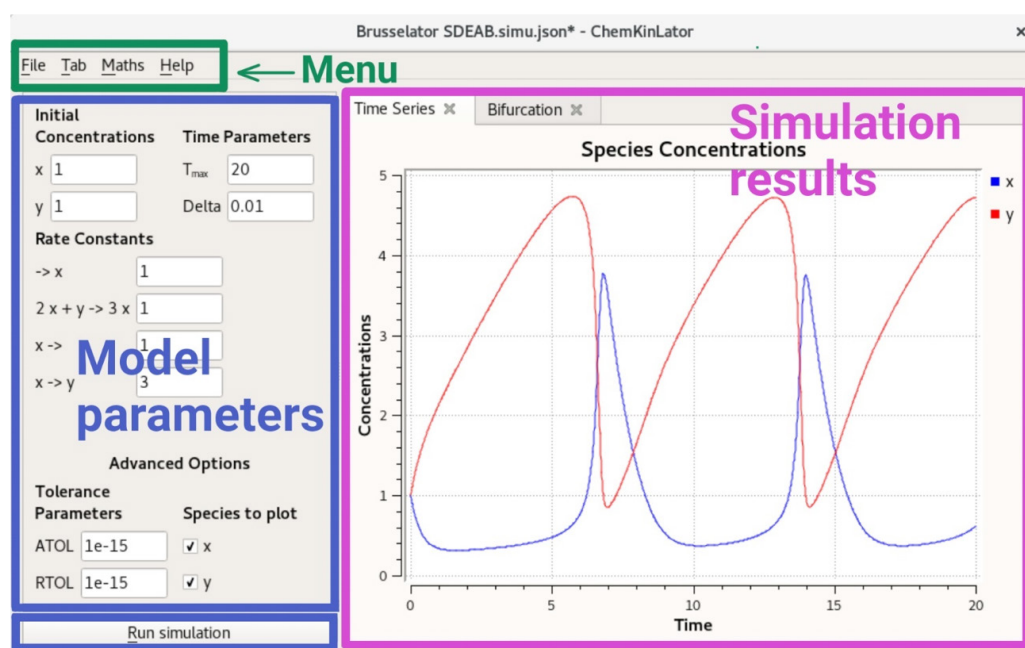 Brusselator SDEAB.simu.json* - ChemKinLator ×
File Tab Maths Help
Menu
Initial
Concentrations Time Parameters
x 1 Tmax 20
y 1 Delta 0.01
Rate Constants
-> x 1
2 x + y -> 3 x 1
x -> 1
x -> y 3
Model
parameters
Advanced Options
Tolerance
Parameters Species to plot
ATOL 1e-15 ✔ x
RTOL 1e-15 ✔ y
Run simulation
Time Series ✖ Bifurcation ✖
Simulation
results
Species Concentrations
x
y
Concentrations
5
4
3
2
1
0
0 5 10 15 20
Time